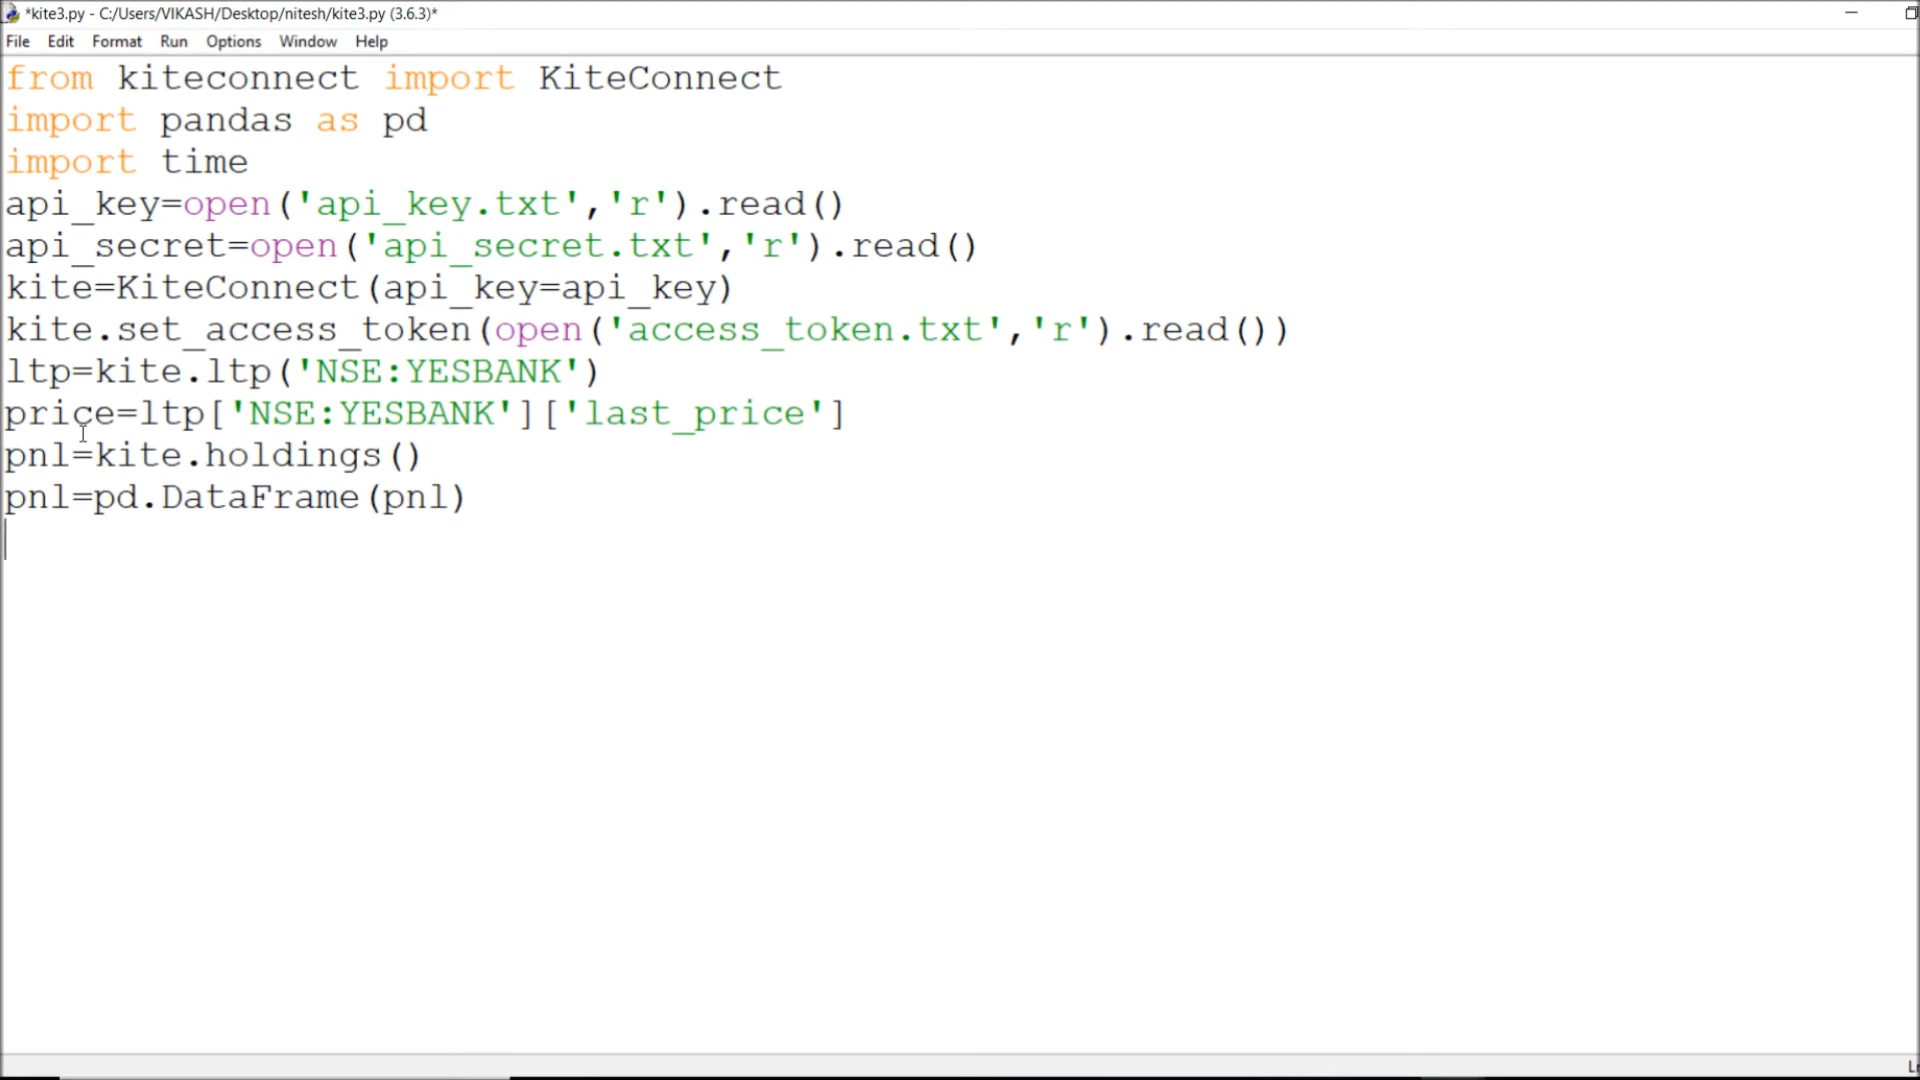 *kite3.py - C:/Users/VIKASH/Desktop/nitesh/kite3.py (3.6.3)*
File Edit Format Run Options Window Help
from kiteconnect import KiteConnect
import pandas as pd
import time
api_key=open('api_key.txt','r').read()
api_secret=open('api_secret.txt','r').read()
kite=KiteConnect(api_key=api_key)
kite.set_access_token(open('access_token.txt','r').read())
ltp=kite.ltp('NSE:YESBANK')
price=ltp['NSE:YESBANK']['last_price']
pnl=kite.holdings()
pnl=pd.DataFrame(pnl)